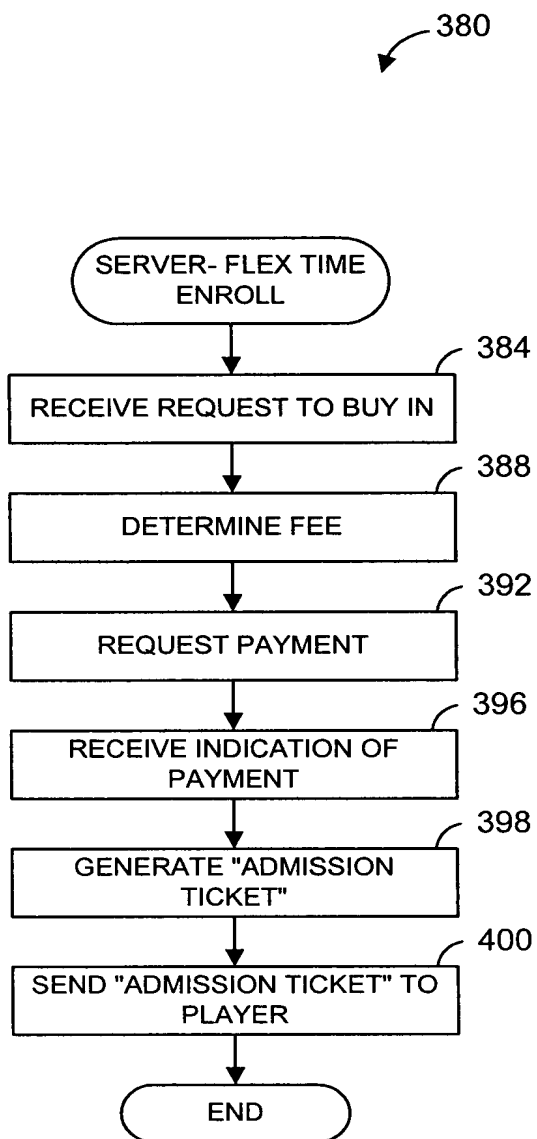 380
SERVER- FLEX TIME
ENROLL
384
RECEIVE REQUEST TO BUY IN
388
DETERMINE FEE
392
REQUEST PAYMENT
396
RECEIVE INDICATION OF
PAYMENT
398
GENERATE "ADMISSION
TICKET"
400
SEND "ADMISSION TICKET" TO
PLAYER
END